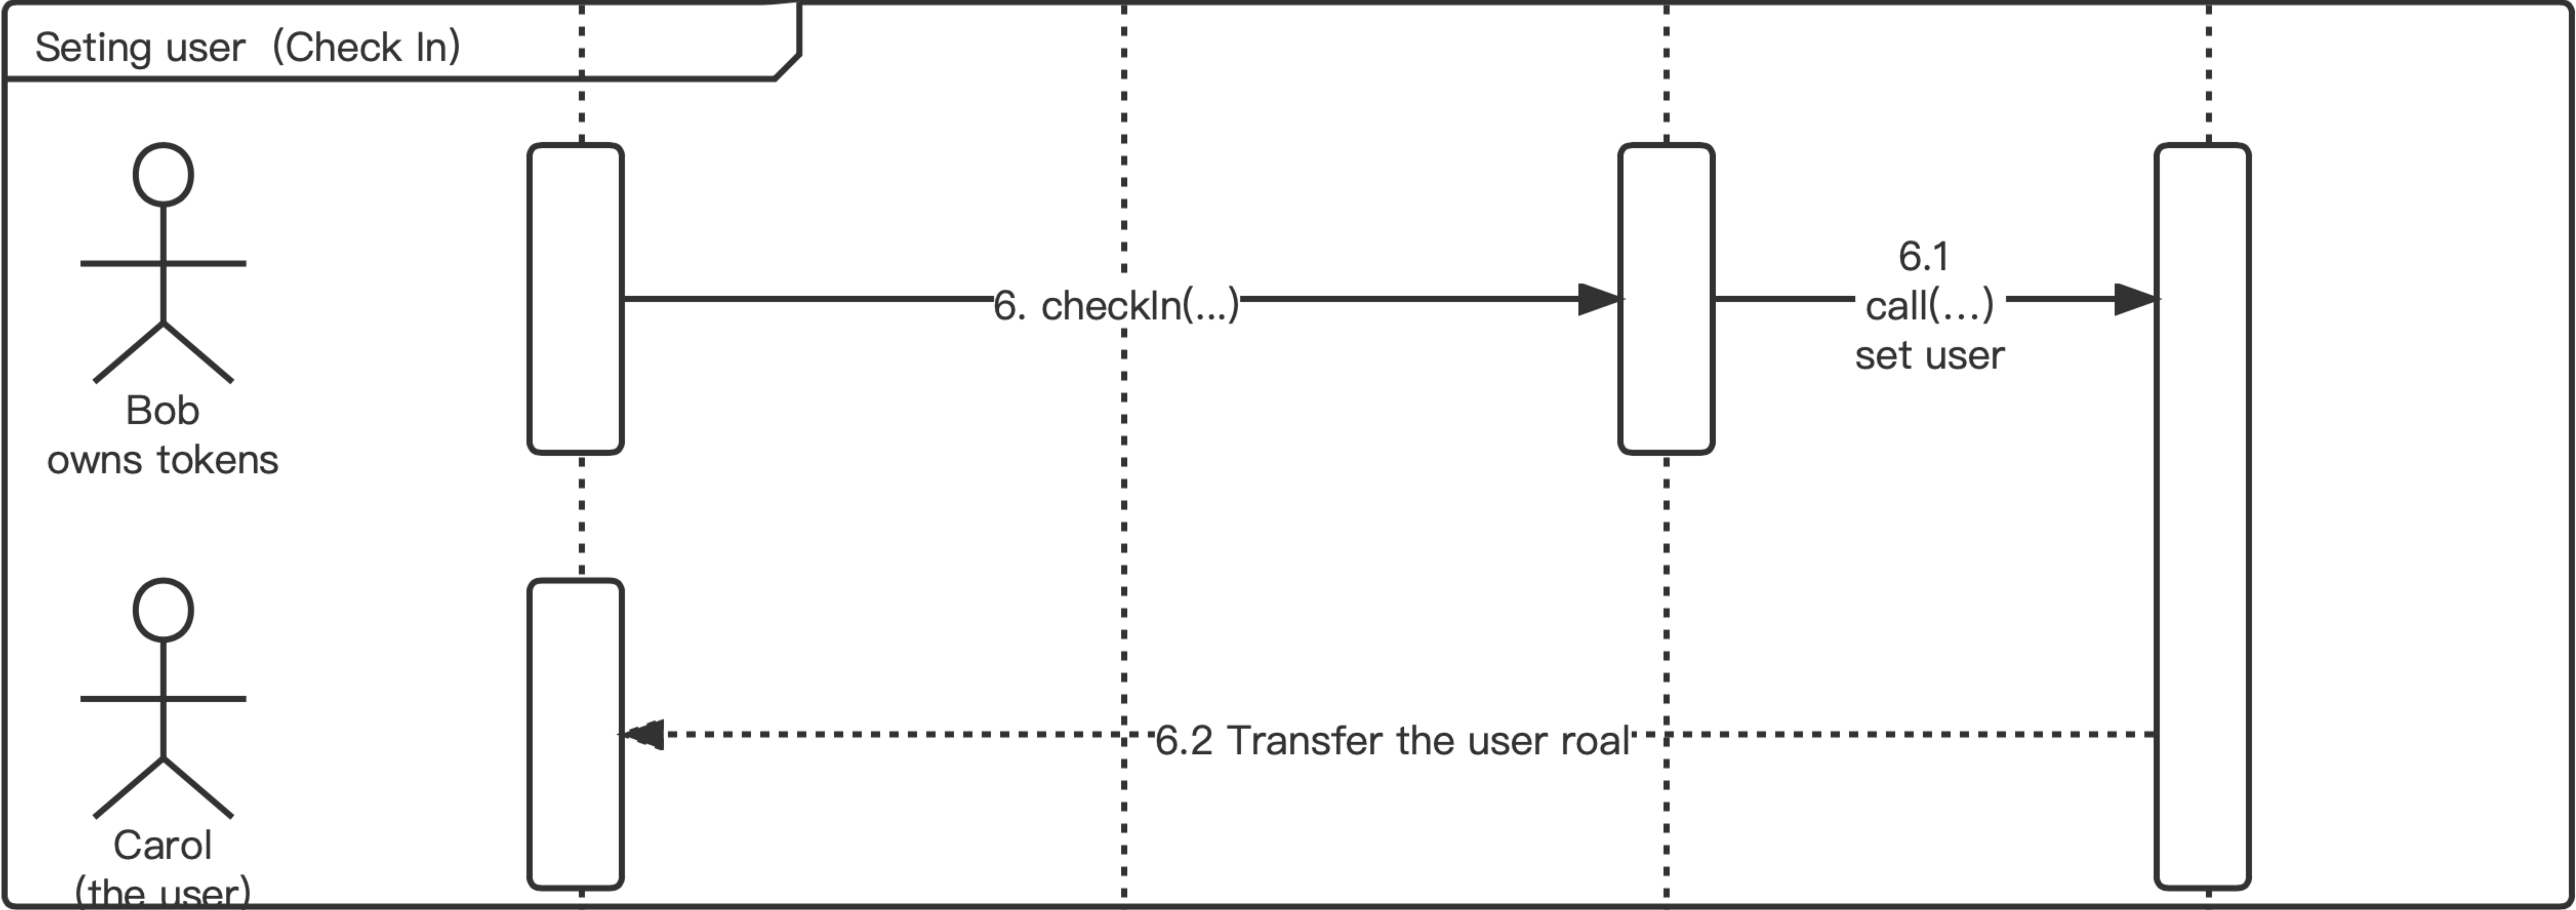 Seting user (Check In)
6.1
6. checkIn(...)
call(...)
set user
Bob
owns tokens
6.2 Transfer the user roal
Carol
(the user)